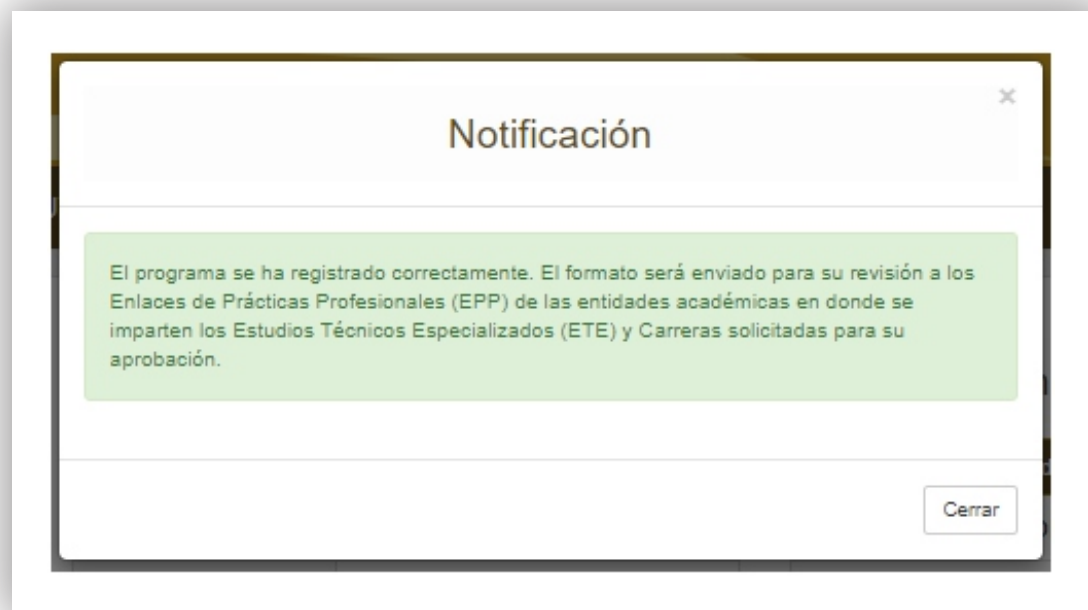 ×
Notificación
El programa se ha registrado correctamente. El formato será enviado para su revisión a los
Enlaces de Prácticas Profesionales (EPP) de las entidades académicas en donde se
imparten los Estudios Técnicos Especializados (ETE) y Carreras solicitadas para su
aprobación.
Cerrar